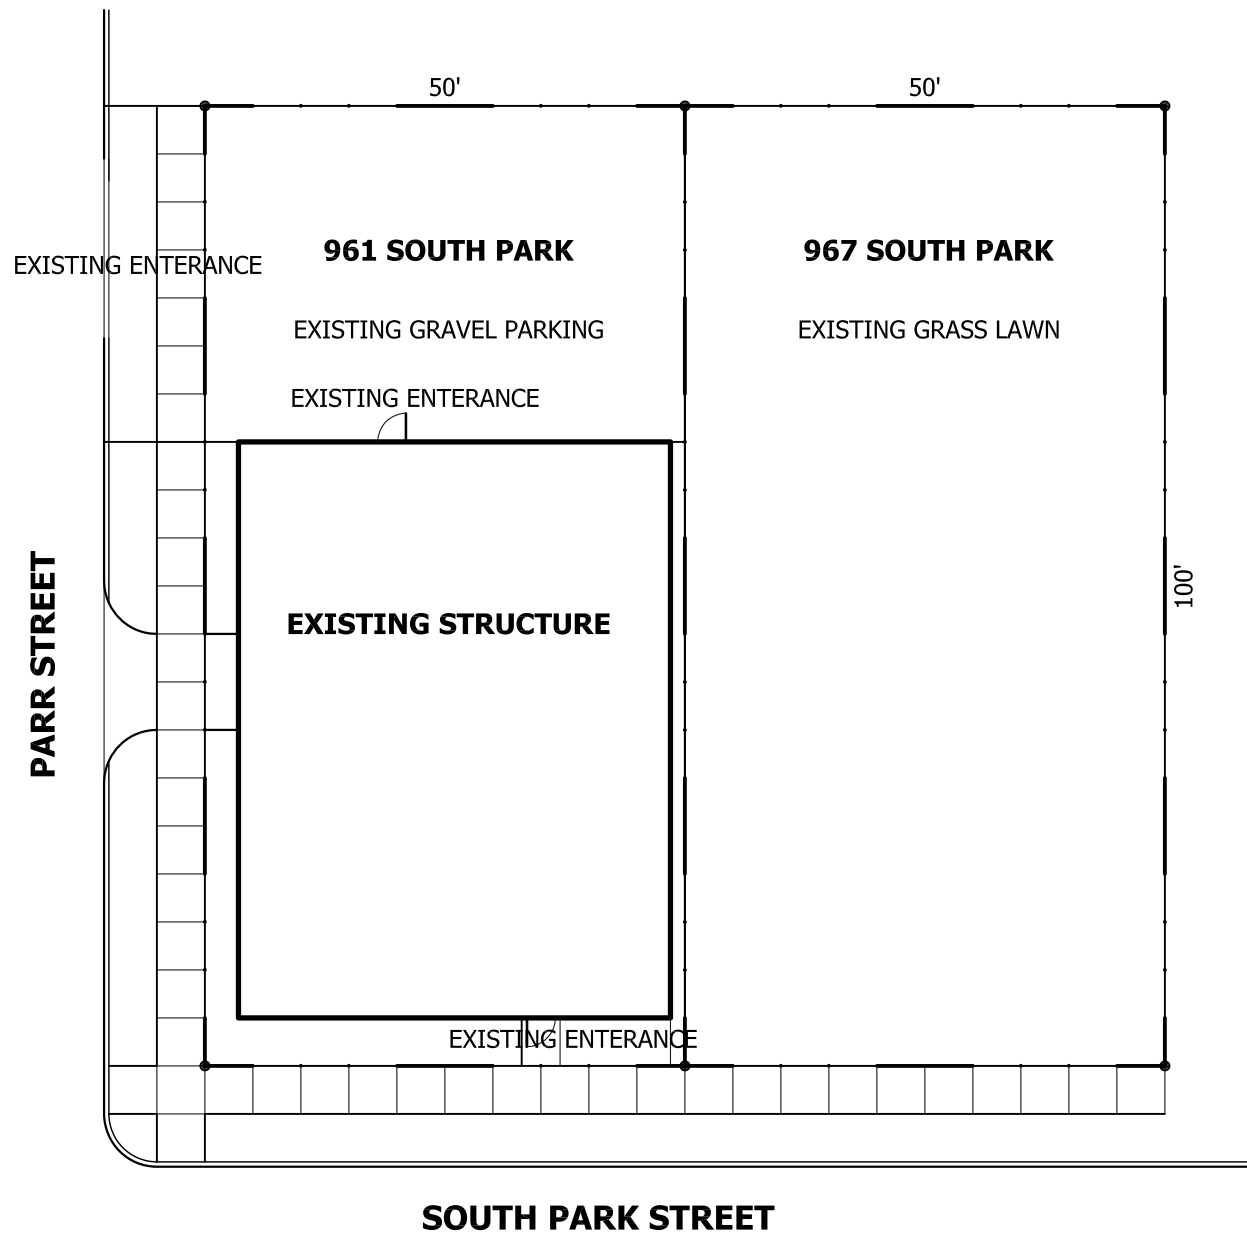 50'
50'
961 SOUTH PARK
967 SOUTH PARK
EXISTING ENTERANCE
EXISTING GRAVEL PARKING
EXISTING GRASS LAWN
EXISTING ENTERANCE
100'
EXISTING STRUCTURE
PARR STREET
EXISTING ENTERANCE
SOUTH PARK STREET